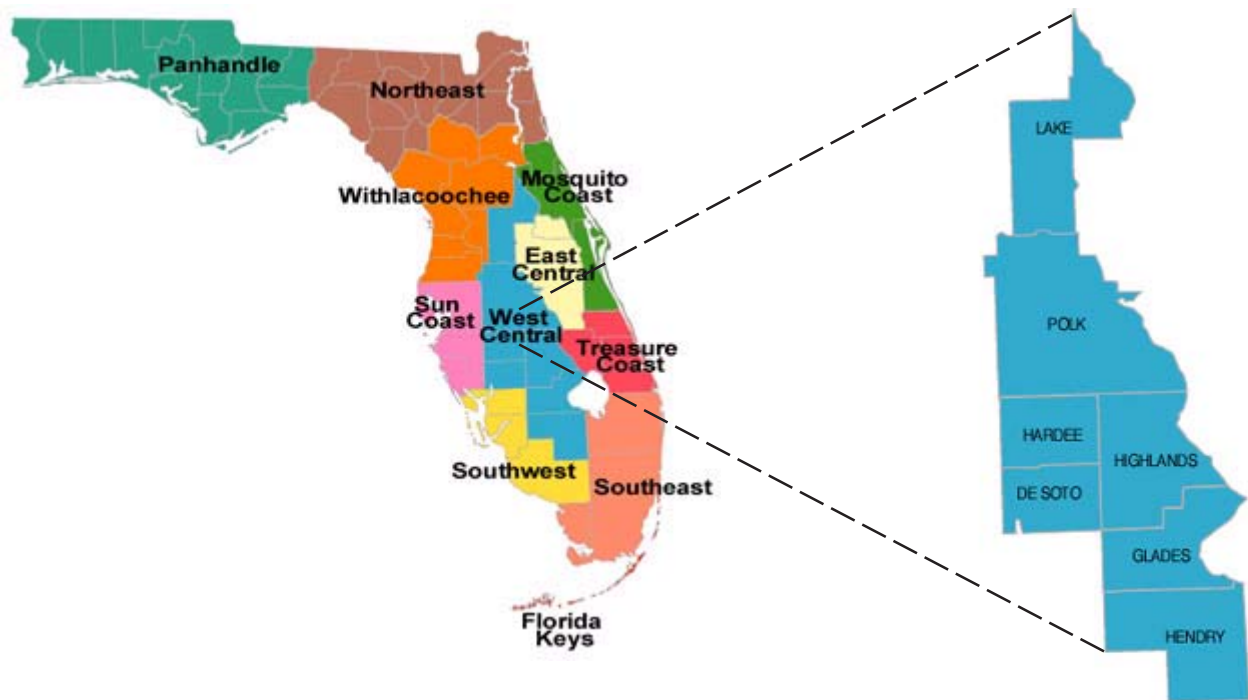 Panhandle
Northeast
Withlacoochee
Mosquito
Coast
East
Central
Sun
Coast
West
Central
Treasure
Coast
Southwest
Southeast
Florida
Keys
LAKE
POLK
HARDEE
HIGHLANDS
DE SOTO
GLADES
HENDRY